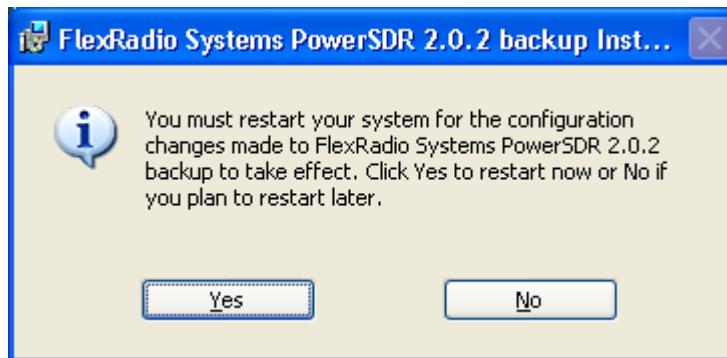 FlexRadio Systems PowerSDR 2.0.2 backup Inst...
You must restart your system for the configuration
changes made to FlexRadio Systems PowerSDR 2.0.2
backup to take effect. Click Yes to restart now or No if
you plan to restart later.
Yes
No